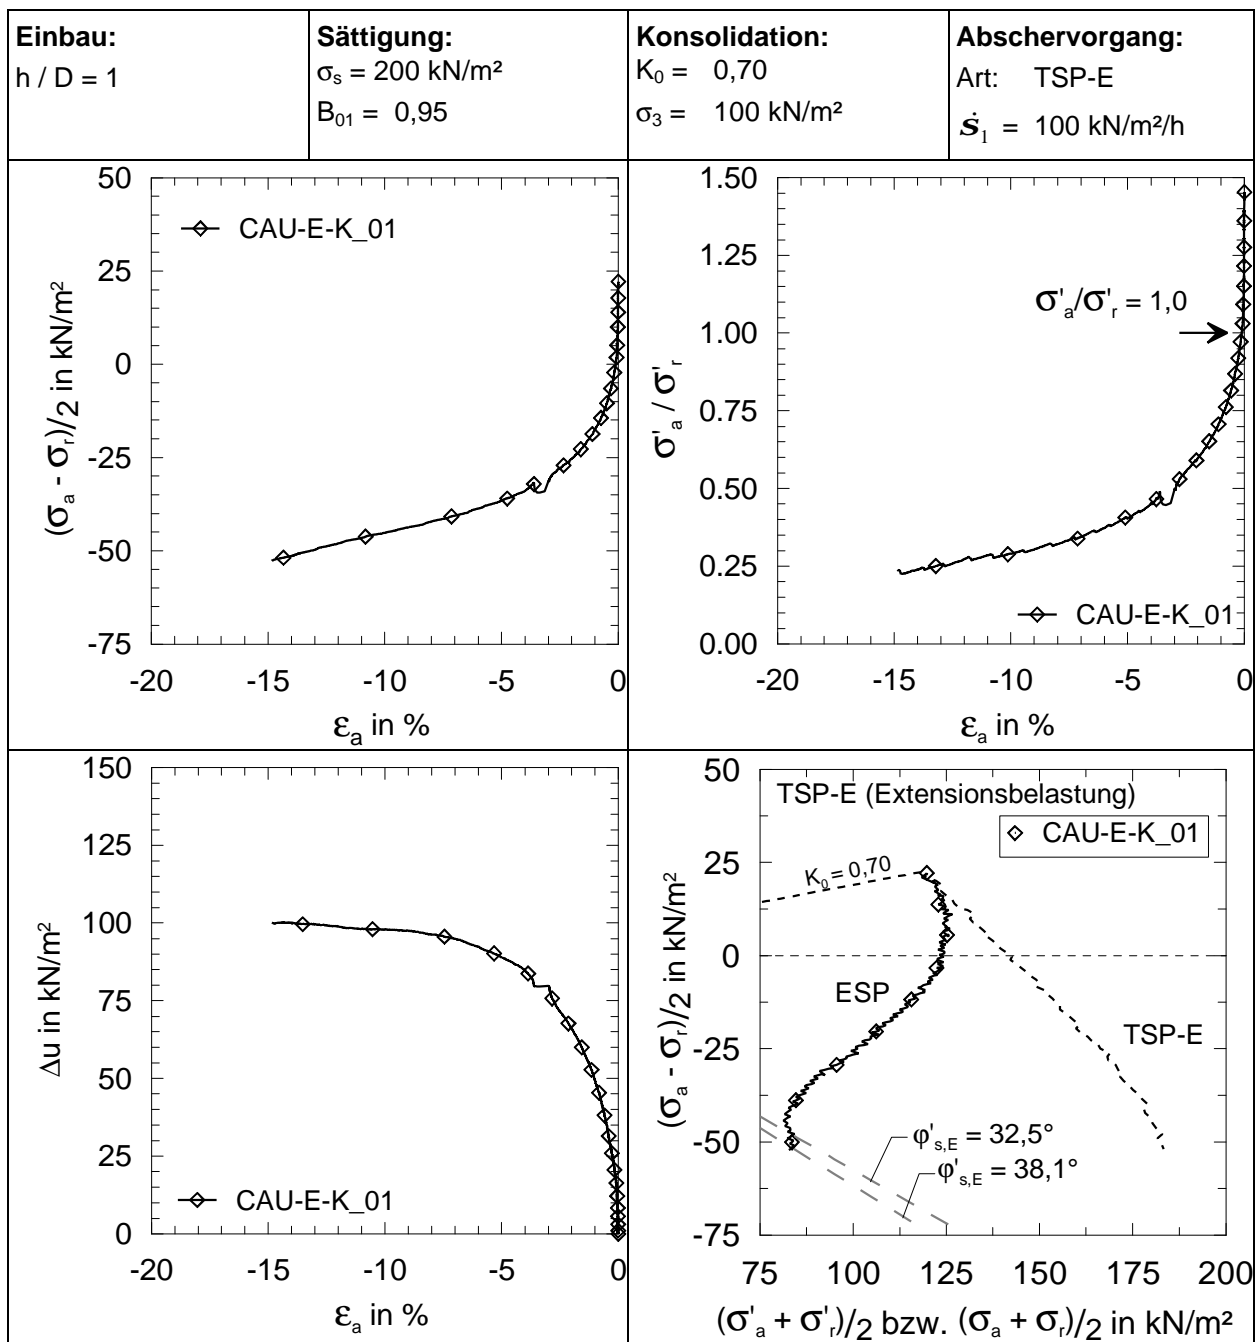 Einbau:
h / D = 1
Sättigung:
σs = 200 kN/m²
B01 = 0,95
Konsolidation:
K0 = 0,70
σ3 = 100 kN/m²
Abschervorgang:
Art: TSP-E
ṡ1 = 100 kN/m²/h
50
25
0
-25
-50
-75
(σa - σr)/2 in kN/m²
CAU-E-K_01
-20 -15 -10 -5 0
εa in %
1.50
1.25
1.00
0.75
0.50
0.25
0.00
σ'a / σ'r
σ'a/σ'r = 1,0
CAU-E-K_01
-20 -15 -10 -5 0
εa in %
150
125
100
75
50
25
0
Δu in kN/m²
CAU-E-K_01
-20 -15 -10 -5 0
εa in %
50
25
0
-25
-50
-75
(σa - σr)/2 in kN/m²
TSP-E (Extensionsbelastung)
CAU-E-K_01
K0 = 0,70
ESP
TSP-E
φ's,E = 32,5°
φ's,E = 38,1°
75 100 125 150 175 200
(σ'a + σ'r)/2 bzw. (σa + σr)/2 in kN/m²